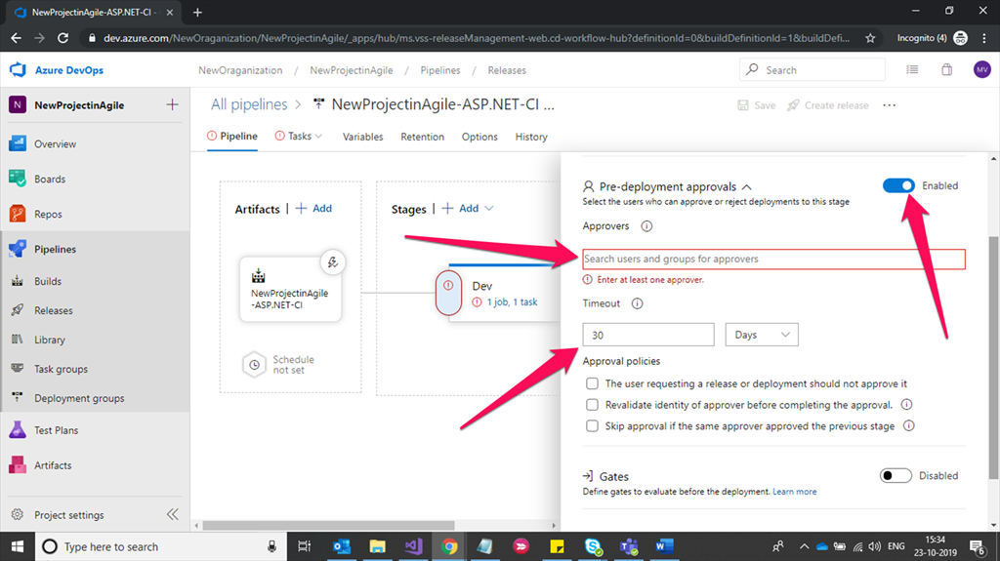 NewProjectinAgile-ASP.NET-CI -
dev.azure.com/NewOraganization/NewProjectinAgile/_apps/hub/ms.vss-releaseManagement-web.cd-workflow-hub?definitionId=0&buildDefinitionId=1&buildDefi...
Incognito (4)
Azure DevOps
NewOraganization / NewProjectinAgile / Pipelines / Releases
Search
MV
N NewProjectinAgile
All pipelines > NewProjectinAgile-ASP.NET-CI ...
Save
Create release
Pipeline
Tasks
Variables
Retention
Options
History
Overview
Boards
Repos
Pipelines
Builds
Releases
Library
Task groups
Deployment groups
Test Plans
Artifacts
Project settings
Artifacts | + Add
NewProjectinAgile
-ASP.NET-CI
Schedule
not set
Stages | + Add
Dev
1 job, 1 task
Pre-deployment approvals
Enabled
Select the users who can approve or reject deployments to this stage
Approvers
Search users and groups for approvers
Enter at least one approver.
Timeout
30
Days
Approval policies
The user requesting a release or deployment should not approve it
Revalidate identity of approver before completing the approval.
Skip approval if the same approver approved the previous stage
Gates
Disabled
Define gates to evaluate before the deployment. Learn more
Type here to search
ENG
15:34
23-10-2019
6